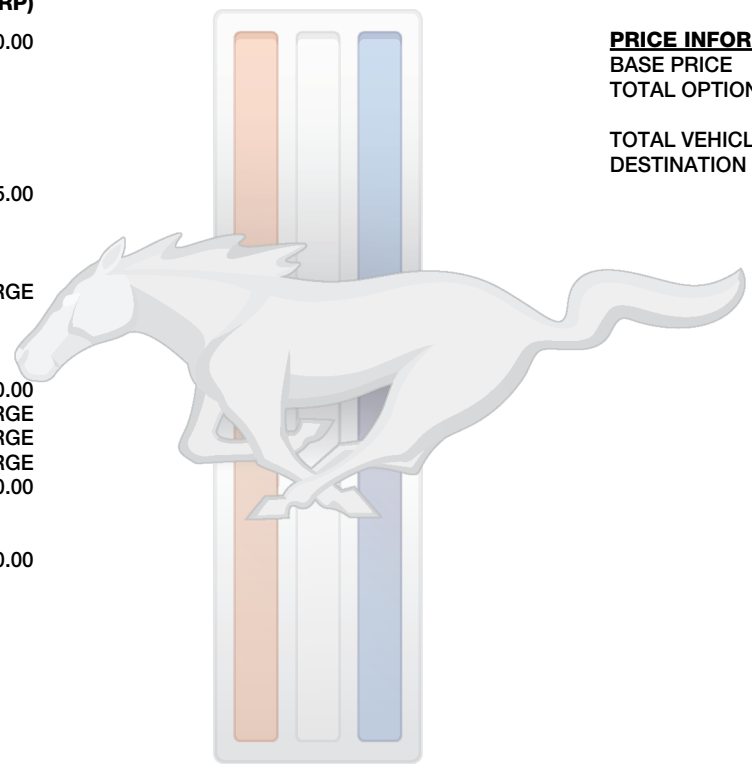 RP)
0.00
5.00
RGE
0.00
RGE
RGE
RGE
0.00
0.00
PRICE INFOR
BASE PRICE
TOTAL OPTION
TOTAL VEHICL
DESTINATION